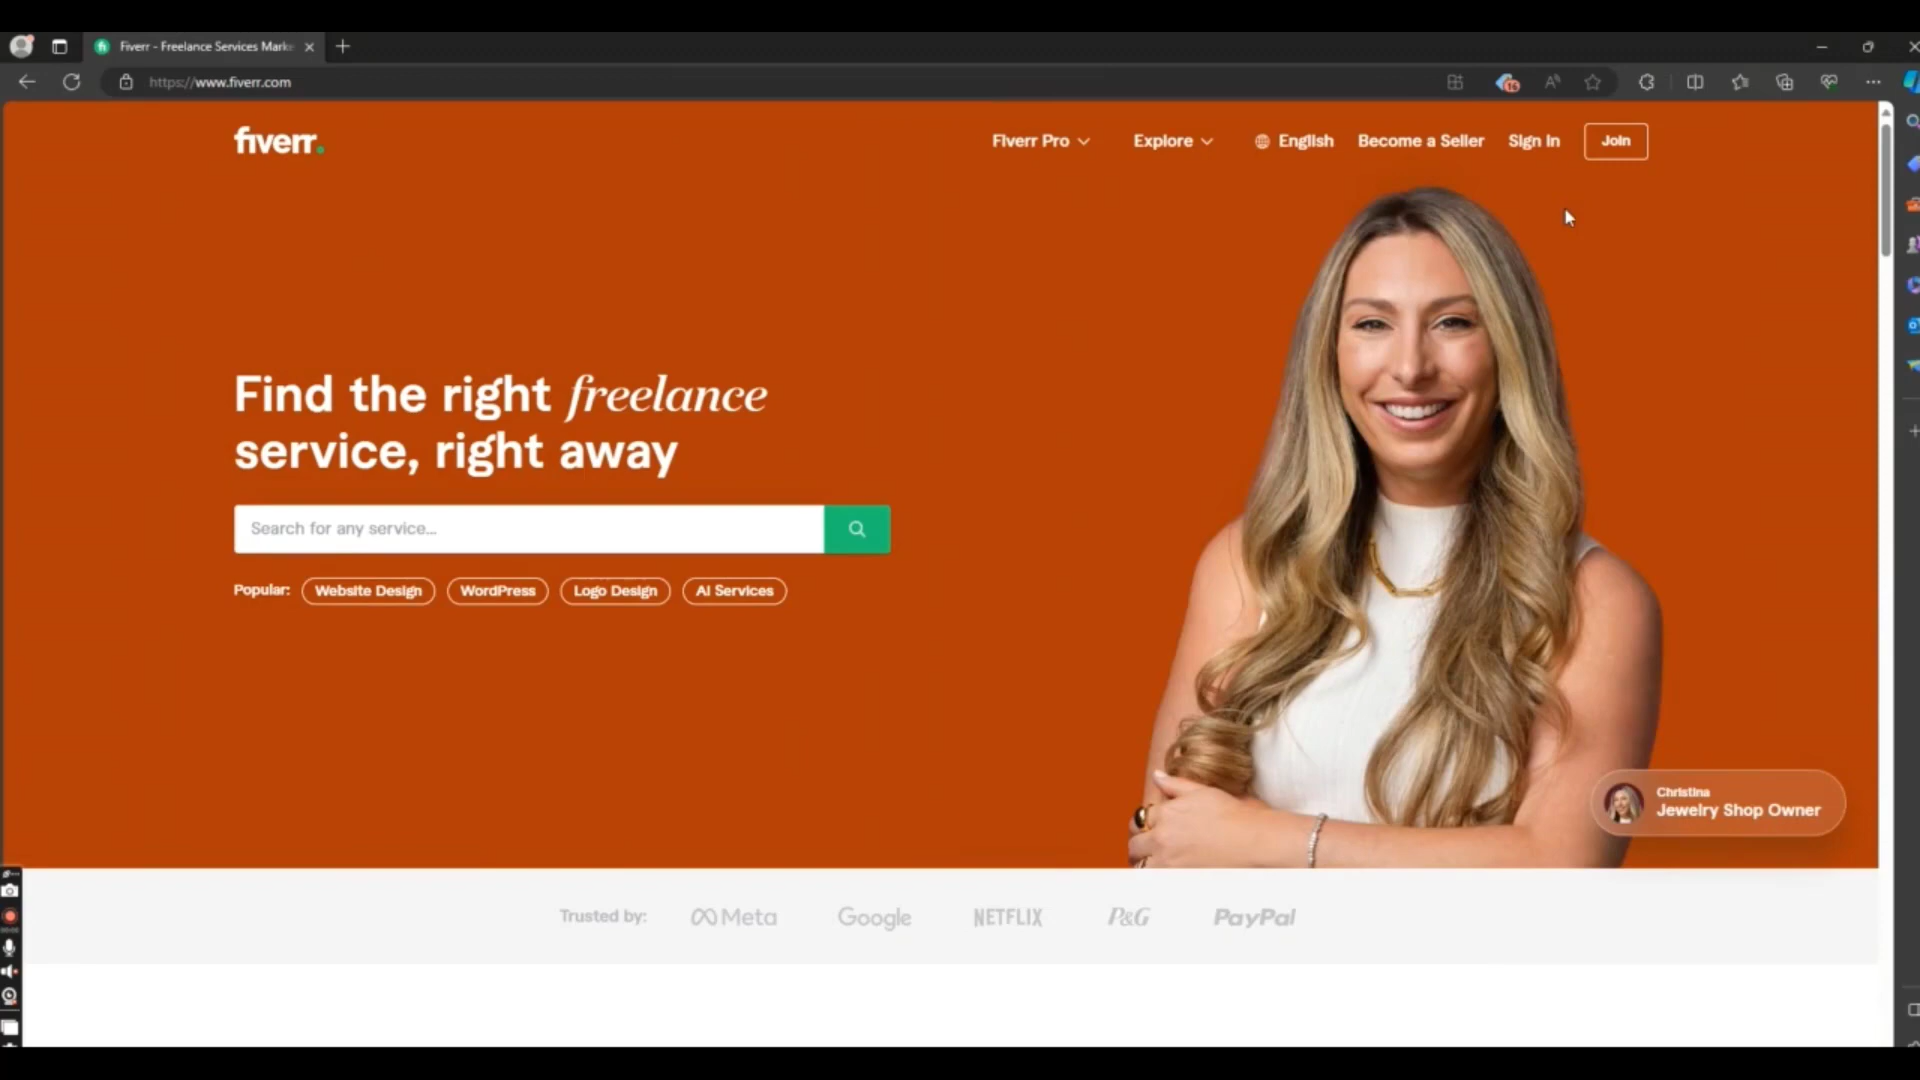 Fiverr - Freelance Services Mark
https://www.fiverr.com
16
fiverr.
Fiverr Pro
Explore
English
Become a Seller
Sign In
Join
Find the right freelance
service, right away
Search for any service...
Popular:
Website Design
WordPress
Logo Design
AI Services
Christina
Jewelry Shop Owner
Trusted by:
Meta
Google
NETFLIX
P&G
PayPal